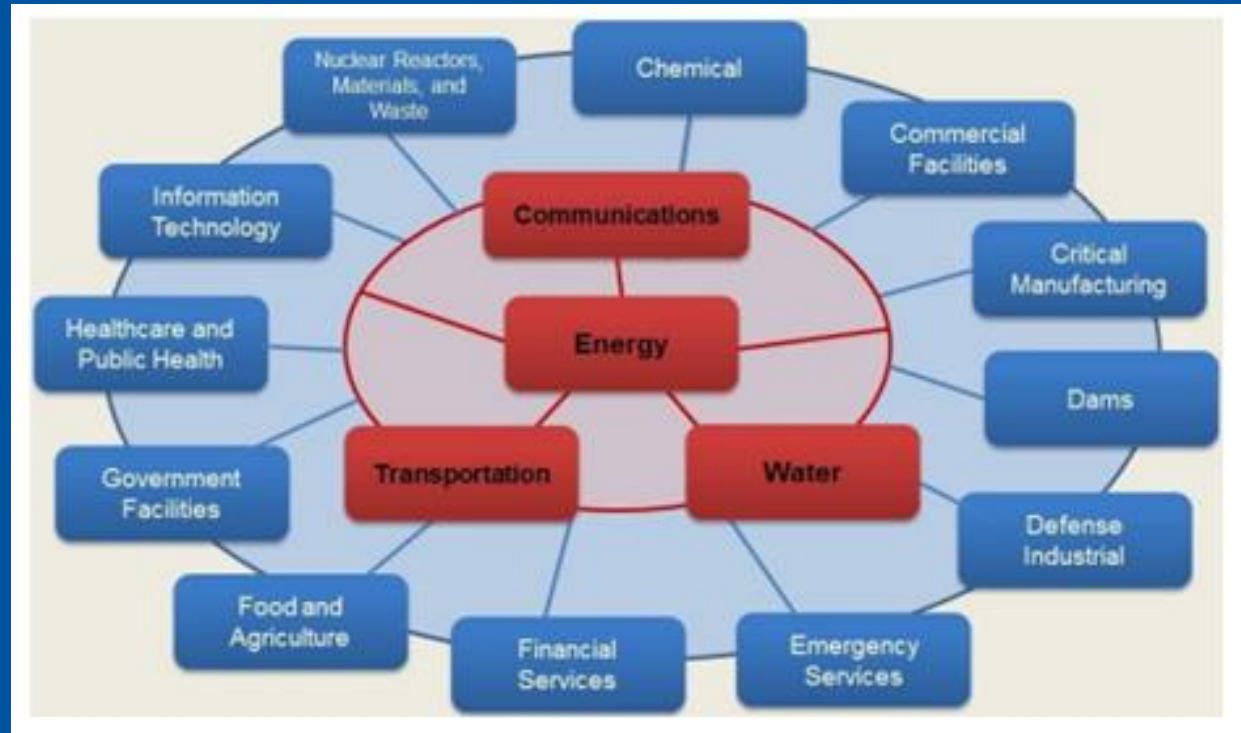 Nuclear Reactors,
Materials, and
Waste
Chemical
Commercial
Facilities
Information
Technology
Communications
Critical
Manufacturing
Healthcare and
Public Health
Energy
Dams
Government
Facilities
Transportation
Water
Defense
Industrial
Food and
Agriculture
Financial
Services
Emergency
Services